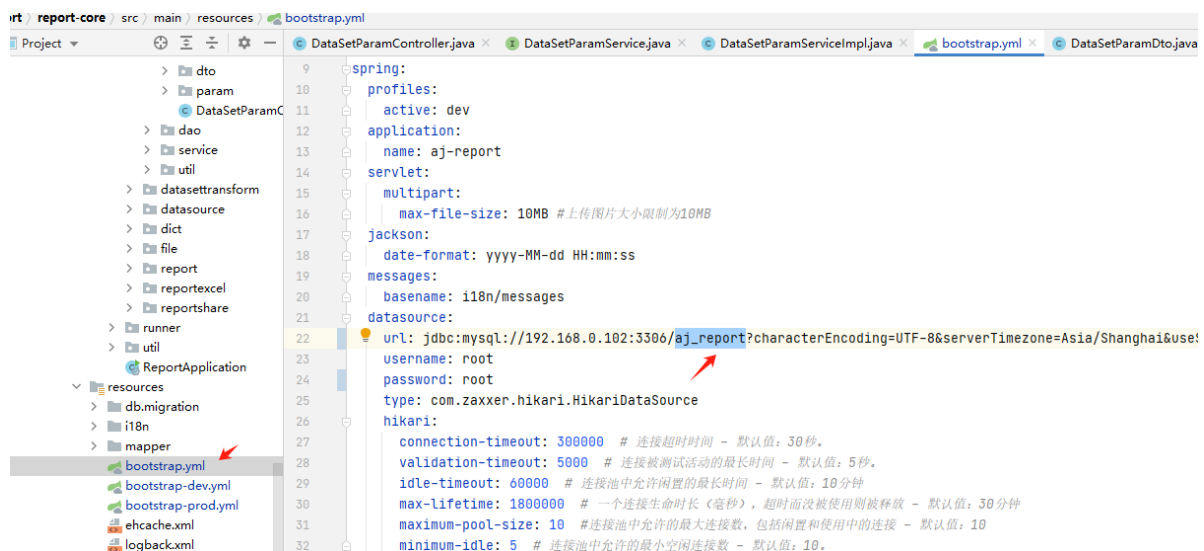 rt › report-core › src › main › resources › bootstrap.yml
Project
DataSetParamController.java
DataSetParamService.java
DataSetParamServiceImpl.java
bootstrap.yml
DataSetParamDto.java
dto
param
DataSetParamC
dao
service
util
datasettransform
datasource
dict
file
report
reportexcel
reportshare
runner
util
ReportApplication
resources
db.migration
i18n
mapper
bootstrap.yml
bootstrap-dev.yml
bootstrap-prod.yml
ehcache.xml
logback.xml
9 spring:
10 profiles:
11 active: dev
12 application:
13 name: aj-report
14 servlet:
15 multipart:
16 max-file-size: 10MB #上传图片大小限制为10MB
17 jackson:
18 date-format: yyyy-MM-dd HH:mm:ss
19 messages:
20 basename: i18n/messages
21 datasource:
22 url: jdbc:mysql://192.168.0.102:3306/aj_report?characterEncoding=UTF-8&serverTimezone=Asia/Shanghai&useS
23 username: root
24 password: root
25 type: com.zaxxer.hikari.HikariDataSource
26 hikari:
27 connection-timeout: 300000 # 连接超时时间 - 默认值：30秒。
28 validation-timeout: 5000 # 连接被测试活动的最长时间 - 默认值：5秒。
29 idle-timeout: 60000 # 连接池中允许闲置的最长时间 - 默认值：10分钟
30 max-lifetime: 1800000 # 一个连接生命时长（毫秒），超时而没被使用则被释放 - 默认值：30分钟
31 maximum-pool-size: 10 #连接池中允许的最大连接数，包括闲置和使用中的连接 - 默认值：10
32 minimum-idle: 5 # 连接池中允许的最小空闲连接数 - 默认值：10。